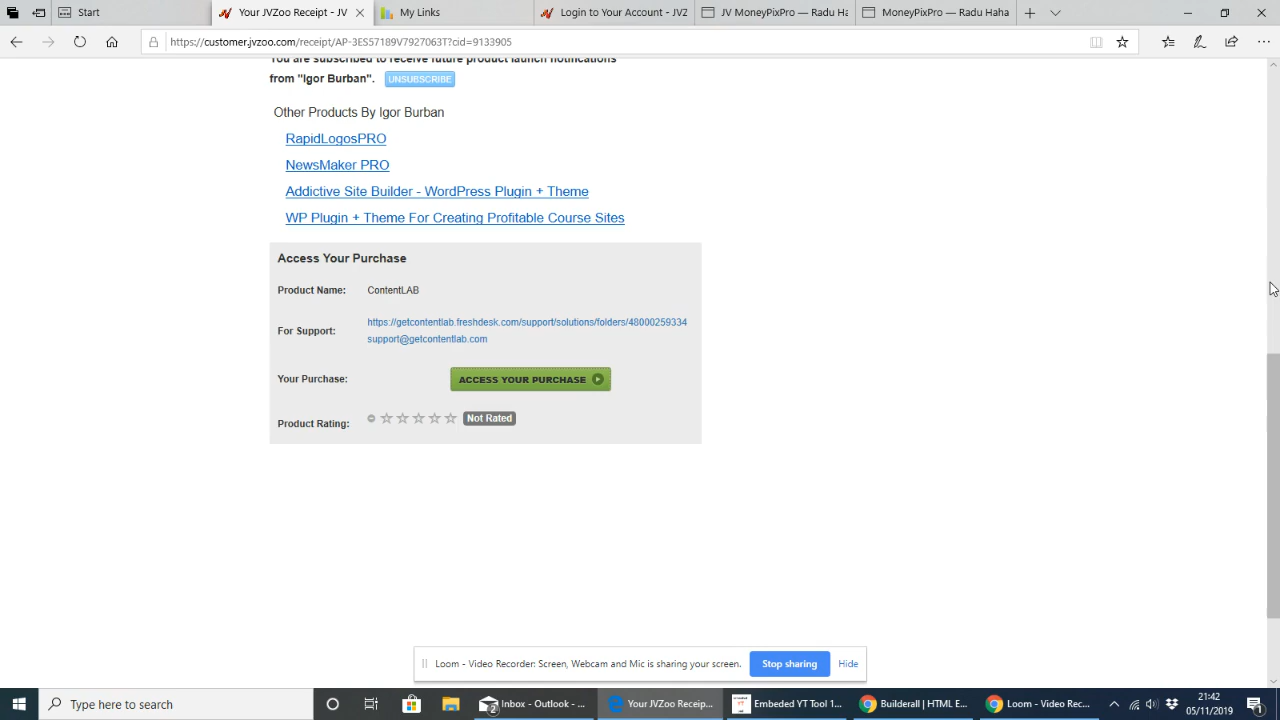 Start
Your JVZoo Receipt - JV
My Links
Login to Your Account - JVZ
JV MoneyPixPro — Radu Ha
MoneyPixPro — Radu Haha
https://customer.jvzoo.com/receipt/AP-3ES57189V7927063T?cid=9133905
You are subscribed to receive future product launch notifications
from "Igor Burban". UNSUBSCRIBE
Other Products By Igor Burban
RapidLogosPRO
NewsMaker PRO
Addictive Site Builder - WordPress Plugin + Theme
WP Plugin + Theme For Creating Profitable Course Sites
Access Your Purchase
Product Name: ContentLAB
For Support: https://getcontentlab.freshdesk.com/support/solutions/folders/48000259334
support@getcontentlab.com
Your Purchase: ACCESS YOUR PURCHASE
Product Rating: Not Rated
Loom - Video Recorder: Screen, Webcam and Mic is sharing your screen. Stop sharing Hide
Type here to search
2
Inbox - Outlook - ...
Your JVZoo Receip...
Embeded YT Tool 1...
Builderall | HTML E...
Loom - Video Rec...
21:42
05/11/2019
1